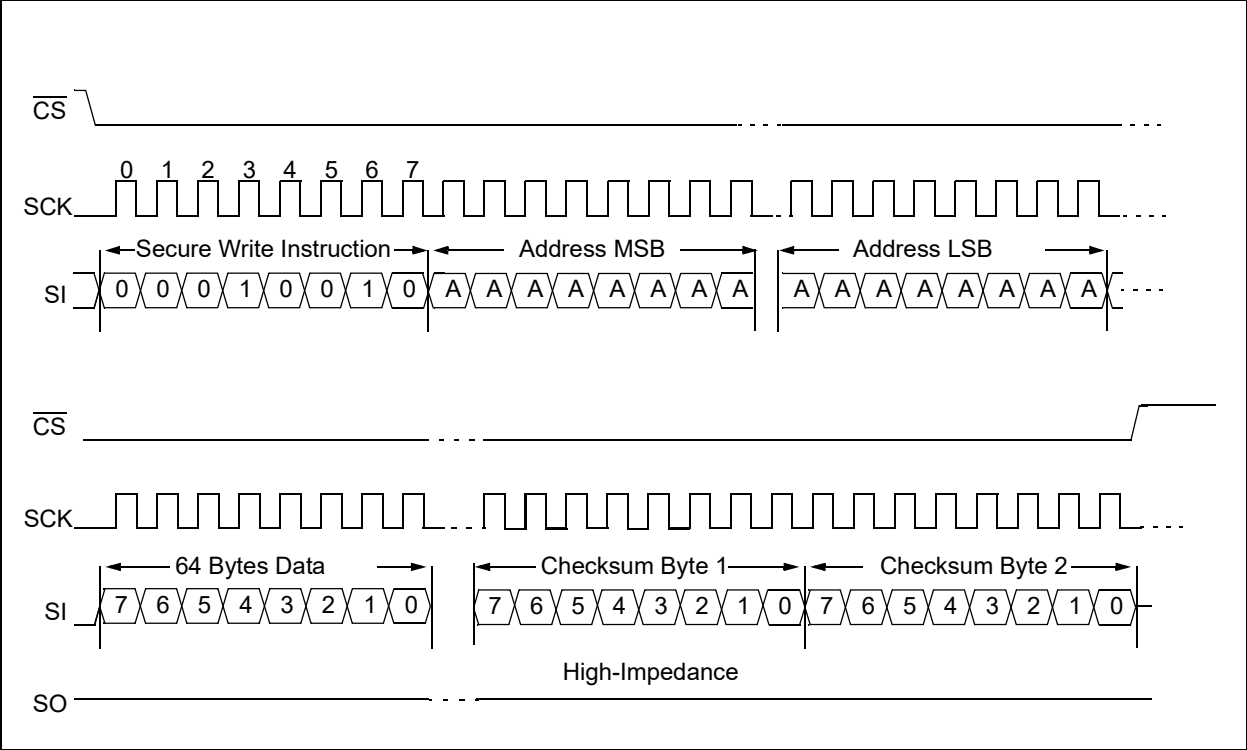 CS
0 1 2 3 4 5 6 7
SCK
Secure Write Instruction Address MSB Address LSB
SI 0 0 0 1 0 0 1 0 A A A A A A A A A A A A A A A A
CS
SCK
64 Bytes Data Checksum Byte 1 Checksum Byte 2
SI 7 6 5 4 3 2 1 0 7 6 5 4 3 2 1 0 7 6 5 4 3 2 1 0
High-Impedance
SO